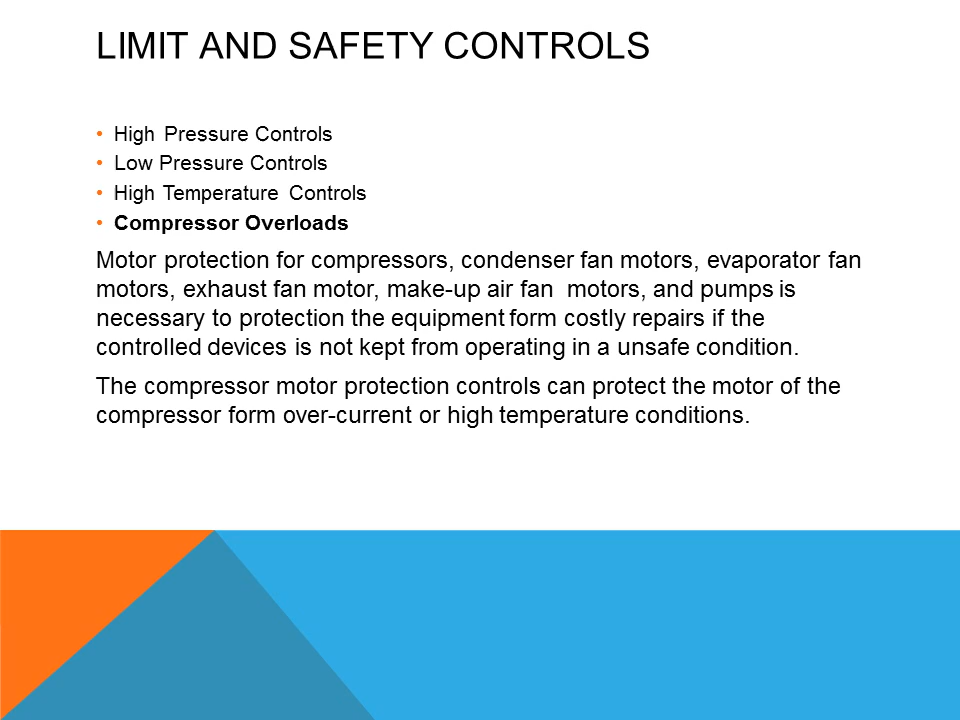 LIMIT AND SAFETY CONTROLS
• High Pressure Controls
• Low Pressure Controls
• High Temperature Controls
• Compressor Overloads
Motor protection for compressors, condenser fan motors, evaporator fan
motors, exhaust fan motor, make-up air fan motors, and pumps is
necessary to protection the equipment form costly repairs if the
controlled devices is not kept from operating in a unsafe condition.
The compressor motor protection controls can protect the motor of the
compressor form over-current or high temperature conditions.